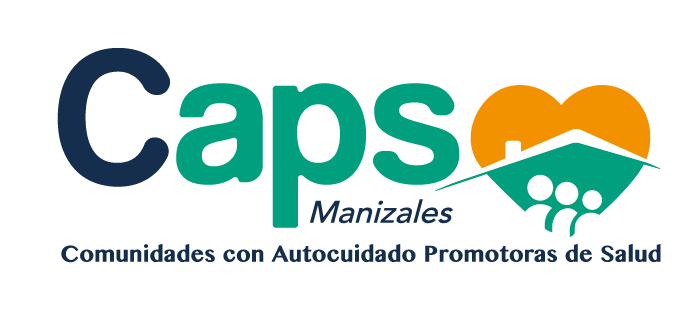 Caps
Manizales
Comunidades con Autocuidado Promotoras de Salud